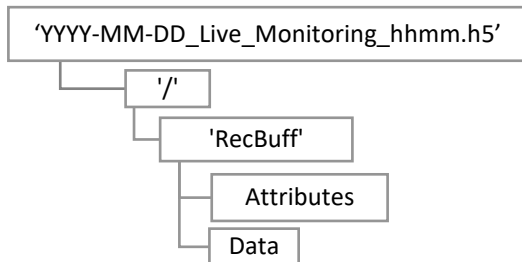 ‘YYYY-MM-DD_Live_Monitoring_hhmm.h5’
'/'
'RecBuff'
Attributes
Data